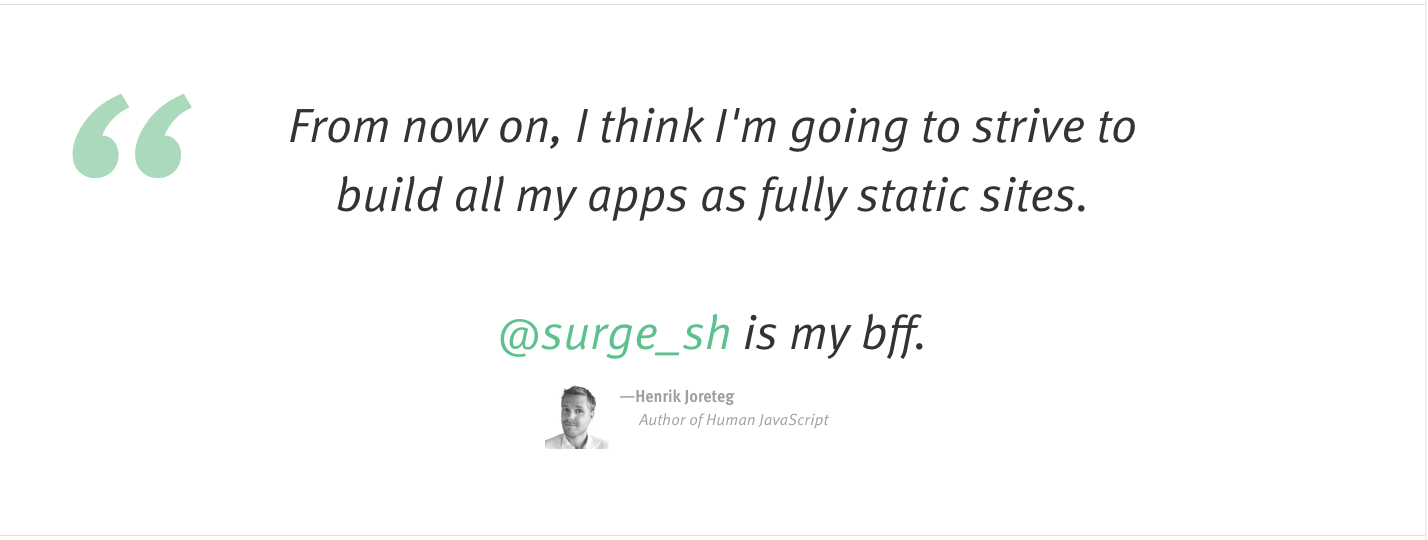 “
From now on, I think I'm going to strive to
build all my apps as fully static sites.
@surge_sh is my bff.
—Henrik Joreteg
Author of Human JavaScript